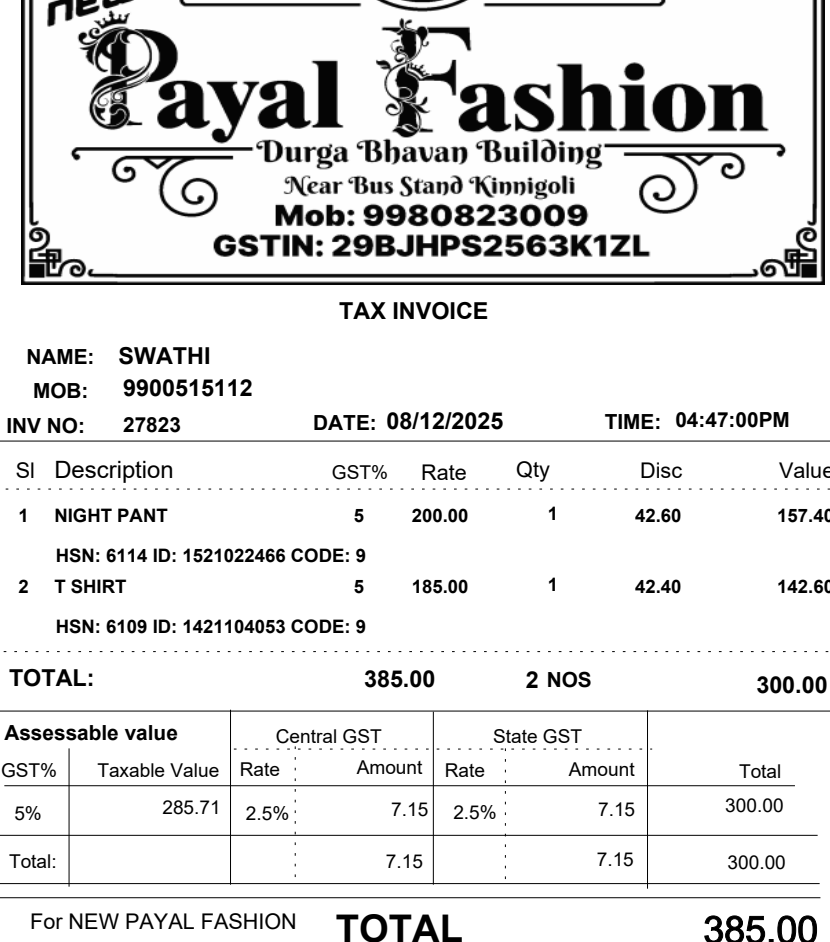 new
Payal Fashion
Durga Bhavan Building
Near Bus Stand Kinnigoli
Mob: 9980823009
GSTIN: 29BJHPS2563K1ZL
TAX INVOICE
NAME: SWATHI
MOB: 9900515112
INV NO: 27823 DATE: 08/12/2025 TIME: 04:47:00PM
Sl Description GST% Rate Qty Disc Value
1 NIGHT PANT 5 200.00 1 42.60 157.40
HSN: 6114 ID: 1521022466 CODE: 9
2 T SHIRT 5 185.00 1 42.40 142.60
HSN: 6109 ID: 1421104053 CODE: 9
TOTAL: 385.00 2 NOS 300.00
Assessable value Central GST State GST
GST% Taxable Value Rate Amount Rate Amount Total
5% 285.71 2.5% 7.15 2.5% 7.15 300.00
Total: 7.15 7.15 300.00
For NEW PAYAL FASHION TOTAL 385.00